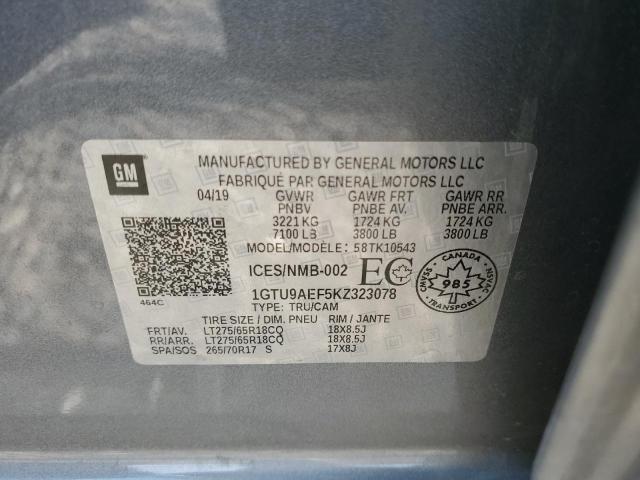 GM
MANUFACTURED BY GENERAL MOTORS LLC
FABRIQUÉ PAR GENERAL MOTORS LLC
04/19 GVWR GAWR FRT GAWR RR
PNBV PNBE AV. PNBE ARR.
3221 KG 1724 KG 1724 KG
7100 LB 3800 LB 3800 LB
MODEL/MODÈLE: 58TK10543
ICES/NMB-002 EC
CANADA
CMVSS 985 NSVAC
464C
1GTU9AEF5KZ323078
TYPE: TRU/CAM
TIRE SIZE / DIM. PNEU RIM / JANTE
FRT/AV. LT275/65R18CQ 18X8.5J
RR/ARR. LT275/65R18CQ 18X8.5J
SPA/SOS 265/70R17 S 17X8J